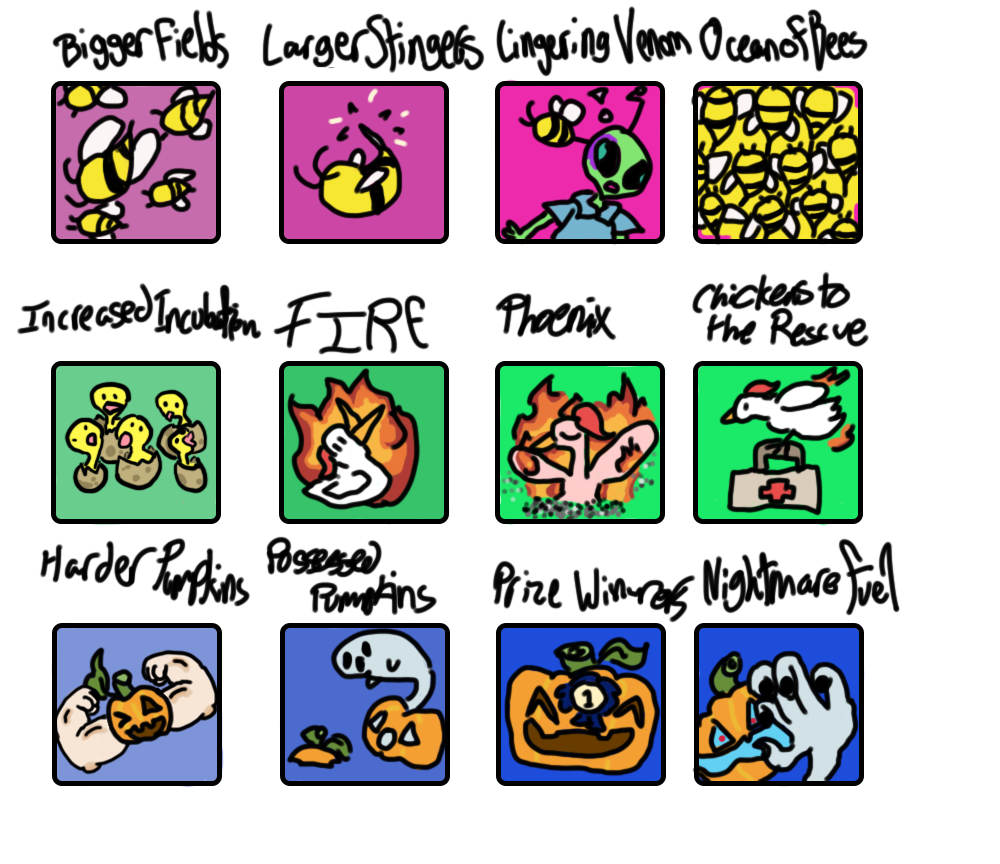 Bigger Fields
Larger Stingers
Lingering Venom
Ocean of Bees
Increased Incubation
FIRE
Phoenix
Chickens to
the Rescue
Harder Pumpkins
Possessed
Pumpkins
Prize Winners
Nightmare fuel
1